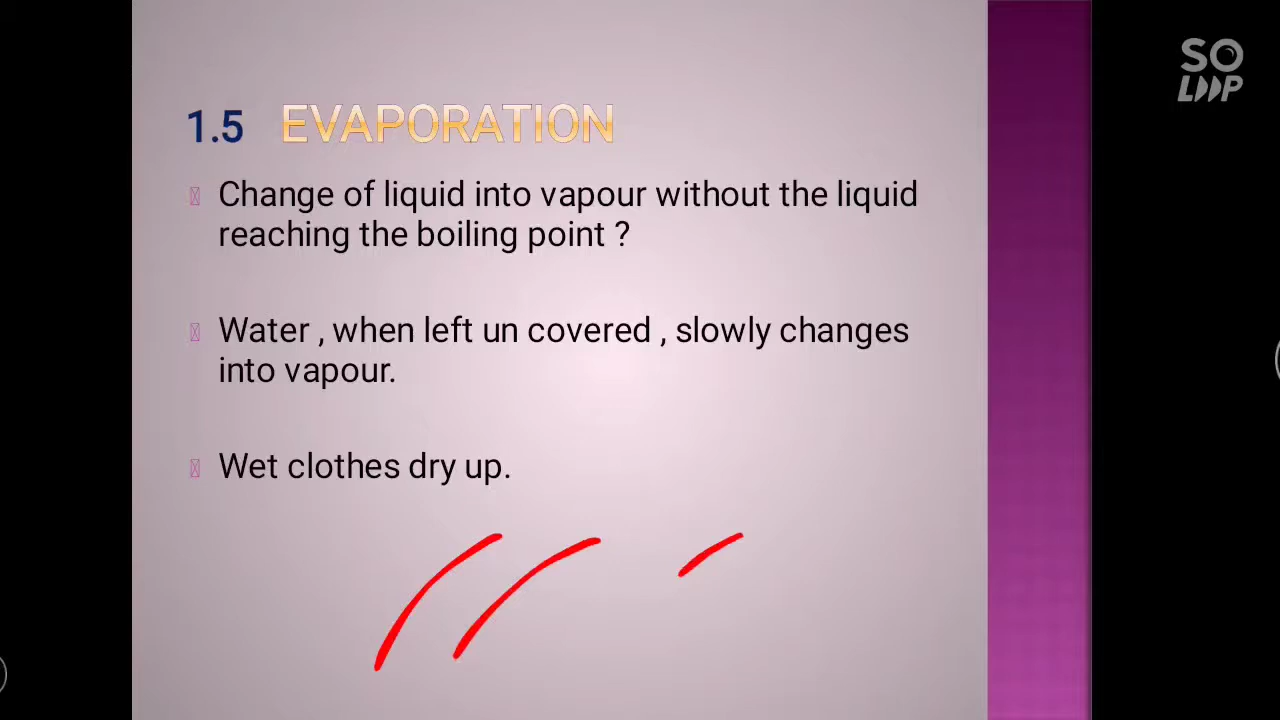 1.5 EVAPORATION
Change of liquid into vapour without the liquid
reaching the boiling point ?
Water , when left un covered , slowly changes
into vapour.
Wet clothes dry up.
SO
LOOP